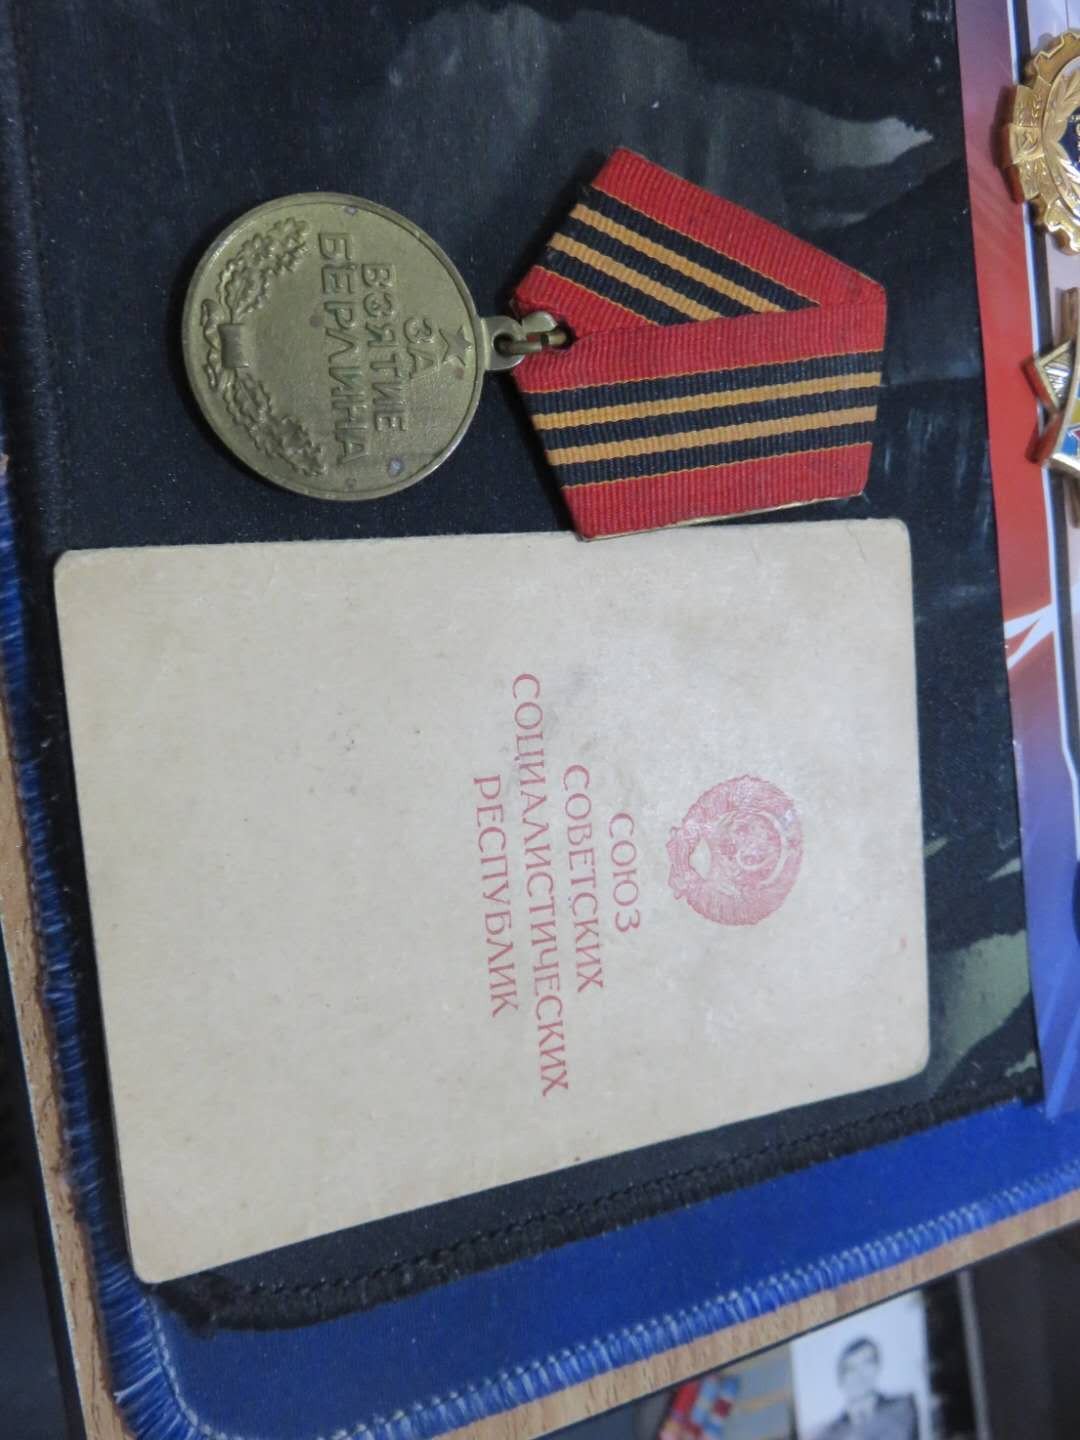 ЗА
ВЗЯТИЕ
БЕРЛИНА
СОЮЗ
СОВЕТСКИХ
СОЦИАЛИСТИЧЕСКИХ
РЕСПУБЛИК